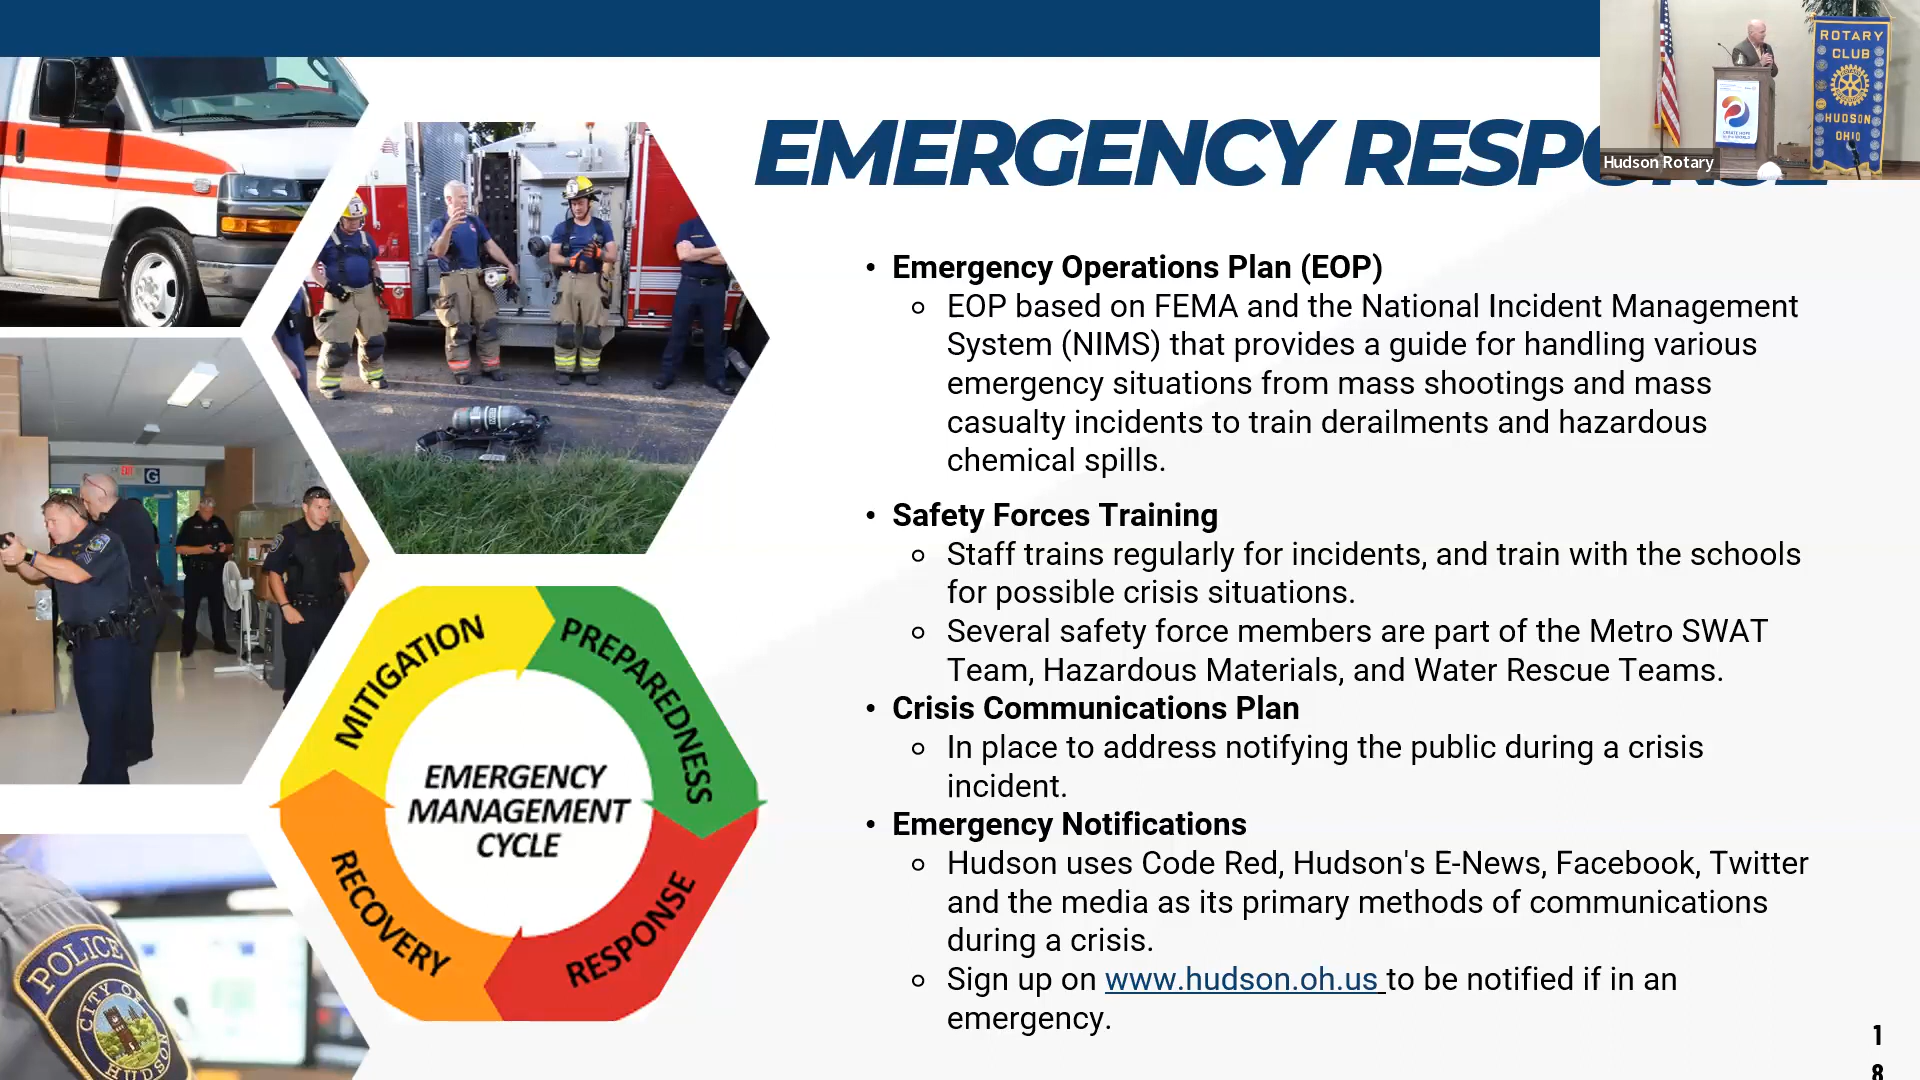 EMERGENCY RESPONSE
ROTARY
CLUB
HUDSON
OHIO
Hudson Rotary
• Emergency Operations Plan (EOP)
EOP based on FEMA and the National Incident Management
System (NIMS) that provides a guide for handling various
emergency situations from mass shootings and mass
casualty incidents to train derailments and hazardous
chemical spills.
• Safety Forces Training
Staff trains regularly for incidents, and train with the schools
for possible crisis situations.
Several safety force members are part of the Metro SWAT
Team, Hazardous Materials, and Water Rescue Teams.
• Crisis Communications Plan
In place to address notifying the public during a crisis
incident.
• Emergency Notifications
Hudson uses Code Red, Hudson's E-News, Facebook, Twitter
and the media as its primary methods of communications
during a crisis.
Sign up on www.hudson.oh.us to be notified if in an
emergency.
1
8
EXIT
G
1
MITIGATION
PREPAREDNESS
EMERGENCY
MANAGEMENT
CYCLE
RECOVERY
RESPONSE
POLICE
CITY OF
HUDSON